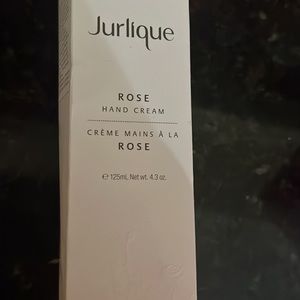 Jurlique
ROSE
HAND CREAM
CRÈME MAINS À LA
ROSE
℮ 125mL Net wt. 4.3 oz.